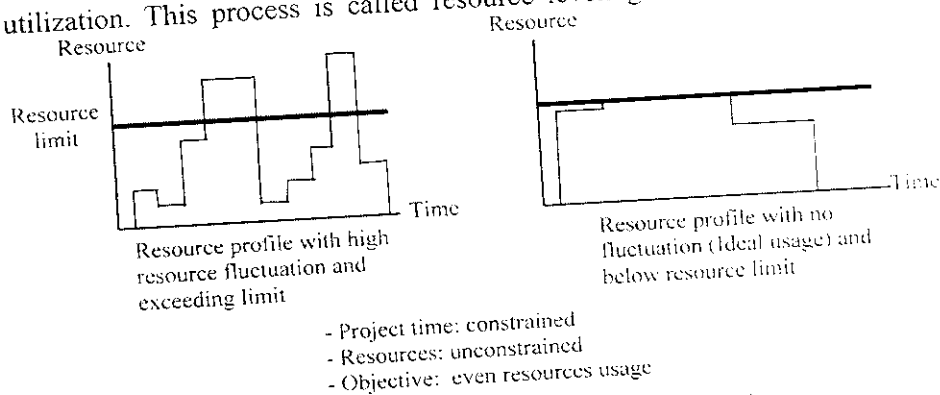 utilization. This process is called resource
Resource
Resource limit
Time
Resource profile with high
resource fluctuation and
exceeding limit
Resource
Time
Resource profile with no
fluctuation (Ideal usage) and
below resource limit
- Project time: constrained
- Resources: unconstrained
- Objective: even resources usage